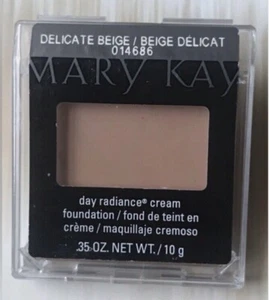 DELICATE BEIGE / BEIGE DÉLICAT
014686
MARY KAY
day radiance® cream
foundation / fond de teint en
crème / maquillaje cremoso
.35 OZ. NET WT. / 10 g